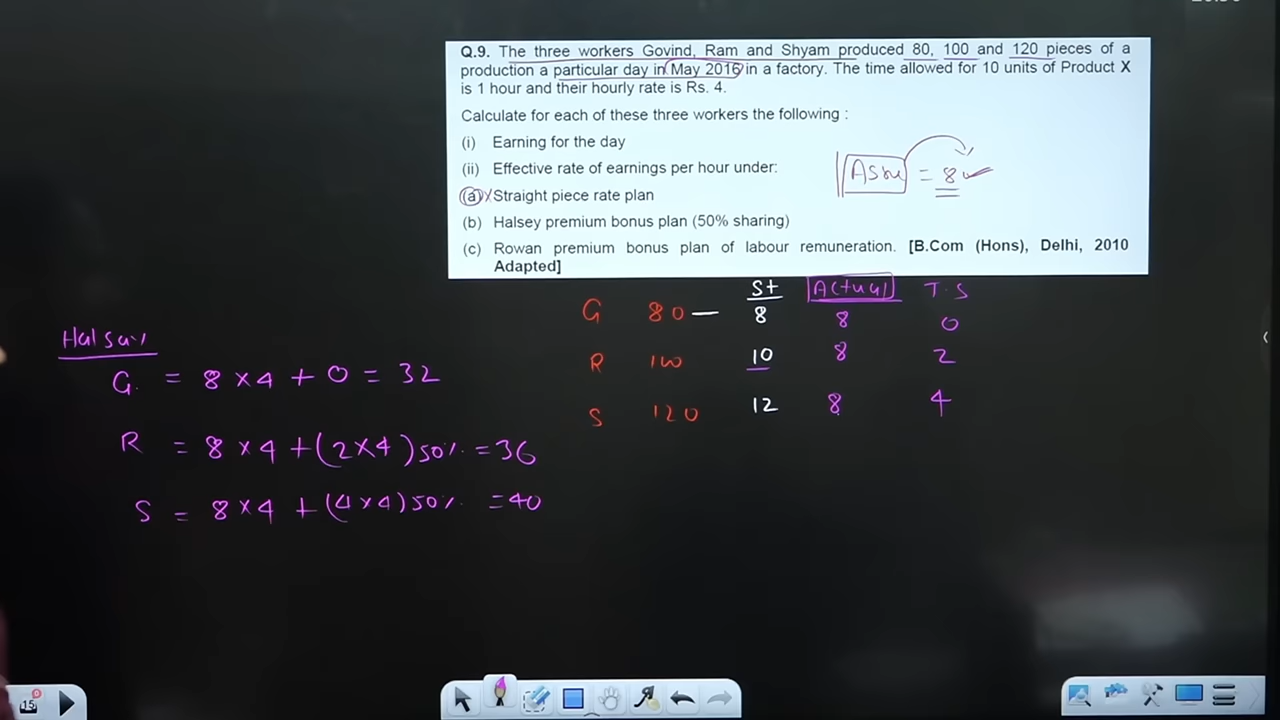 Q.9. The three workers Govind, Ram and Shyam produced 80, 100 and 120 pieces of a
production a particular day in May 2016 in a factory. The time allowed for 10 units of Product X
is 1 hour and their hourly rate is Rs. 4.
Calculate for each of these three workers the following :
(i) Earning for the day
(ii) Effective rate of earnings per hour under:
(a) Straight piece rate plan
(b) Halsey premium bonus plan (50% sharing)
(c) Rowan premium bonus plan of labour remuneration. [B.Com (Hons), Delhi, 2010
Adapted]
= 8
St Actual T.S
G 80 — 8 8 0
R 100 10 8 2
S 120 12 8 4
Halsay
G. = 8 × 4 + 0 = 32
R = 8 × 4 + (2 × 4) 50% = 36
S = 8 × 4 + (4 × 4) 50% = 40
15